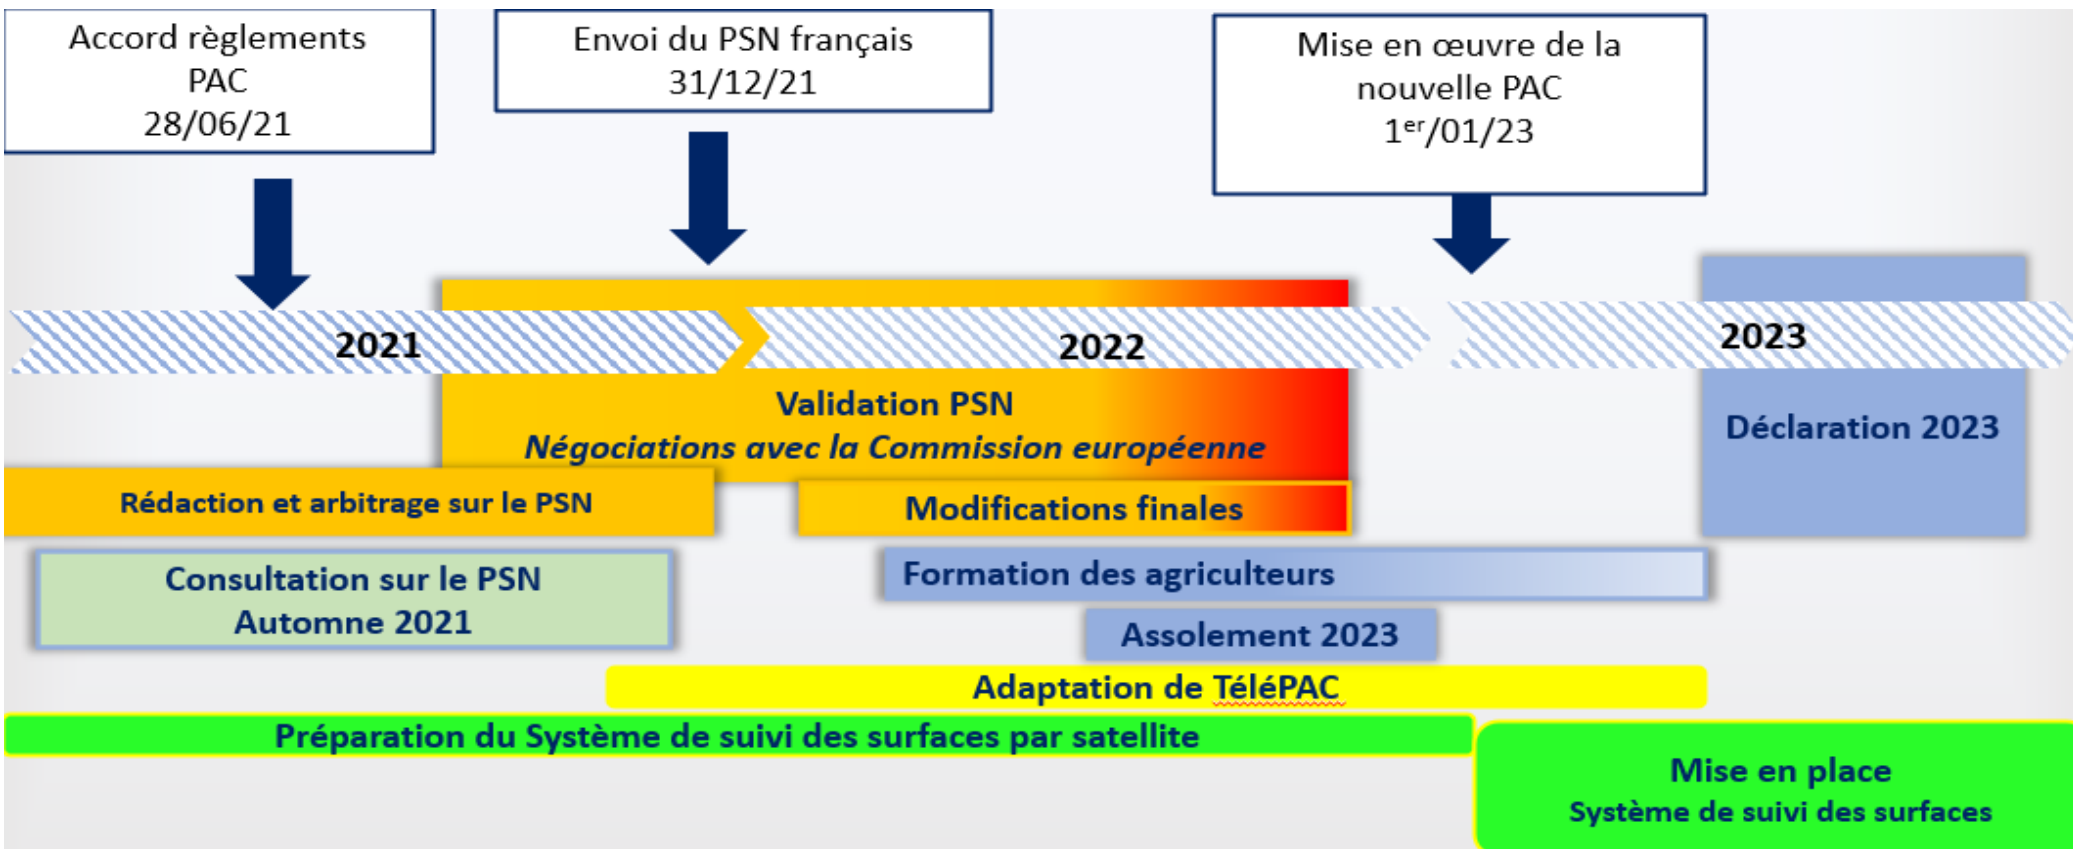 Accord règlements
PAC
28/06/21
Envoi du PSN français
31/12/21
Mise en œuvre de la
nouvelle PAC
1er/01/23
2021
2022
2023
Validation PSN
Négociations avec la Commission européenne
Déclaration 2023
Rédaction et arbitrage sur le PSN
Modifications finales
Consultation sur le PSN
Automne 2021
Formation des agriculteurs
Assolement 2023
Adaptation de TéléPAC
Préparation du Système de suivi des surfaces par satellite
Mise en place
Système de suivi des surfaces